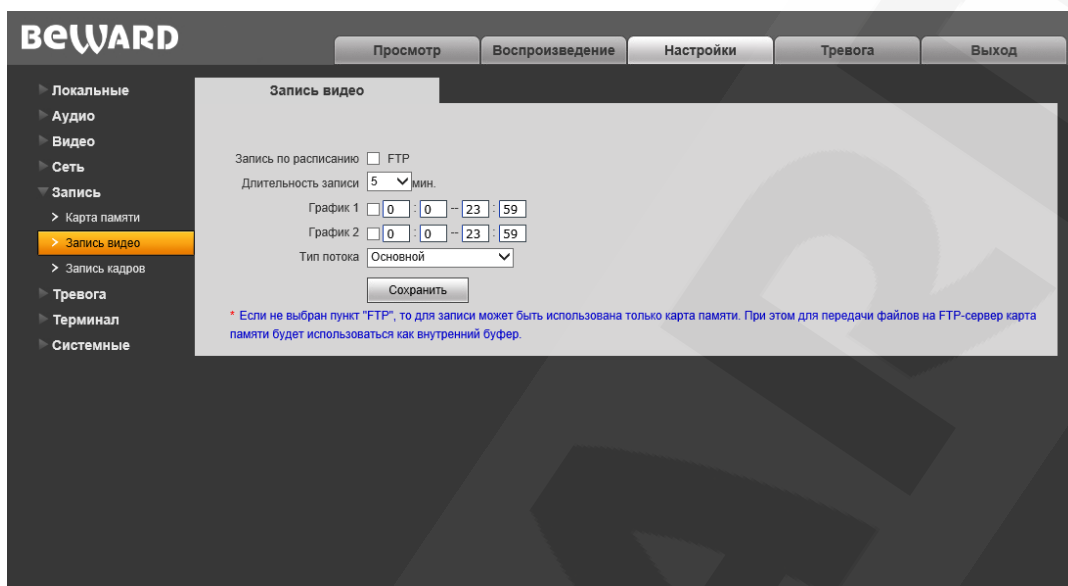 BEWARD
Просмотр Воспроизведение Настройки Тревога Выход
Локальные
Аудио
Видео
Сеть
Запись
> Карта памяти
> Запись видео
> Запись кадров
Тревога
Терминал
Системные
Запись видео
Запись по расписанию FTP
Длительность записи 5 мин.
График 1 0 : 0 -- 23 : 59
График 2 0 : 0 -- 23 : 59
Тип потока Основной
Сохранить
* Если не выбран пункт "FTP", то для записи может быть использована только карта памяти. При этом для передачи файлов на FTP-сервер карта
памяти будет использоваться как внутренний буфер.